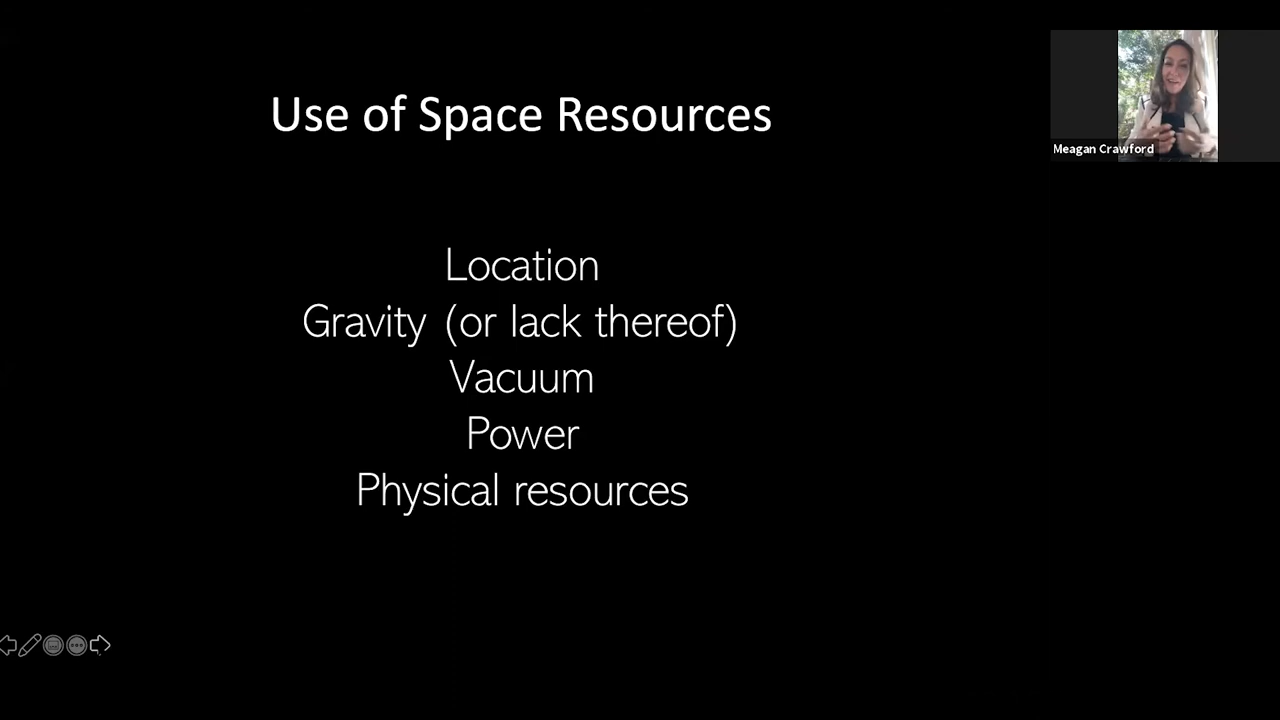 Use of Space Resources
Meagan Crawford
Location
Gravity (or lack thereof)
Vacuum
Power
Physical resources